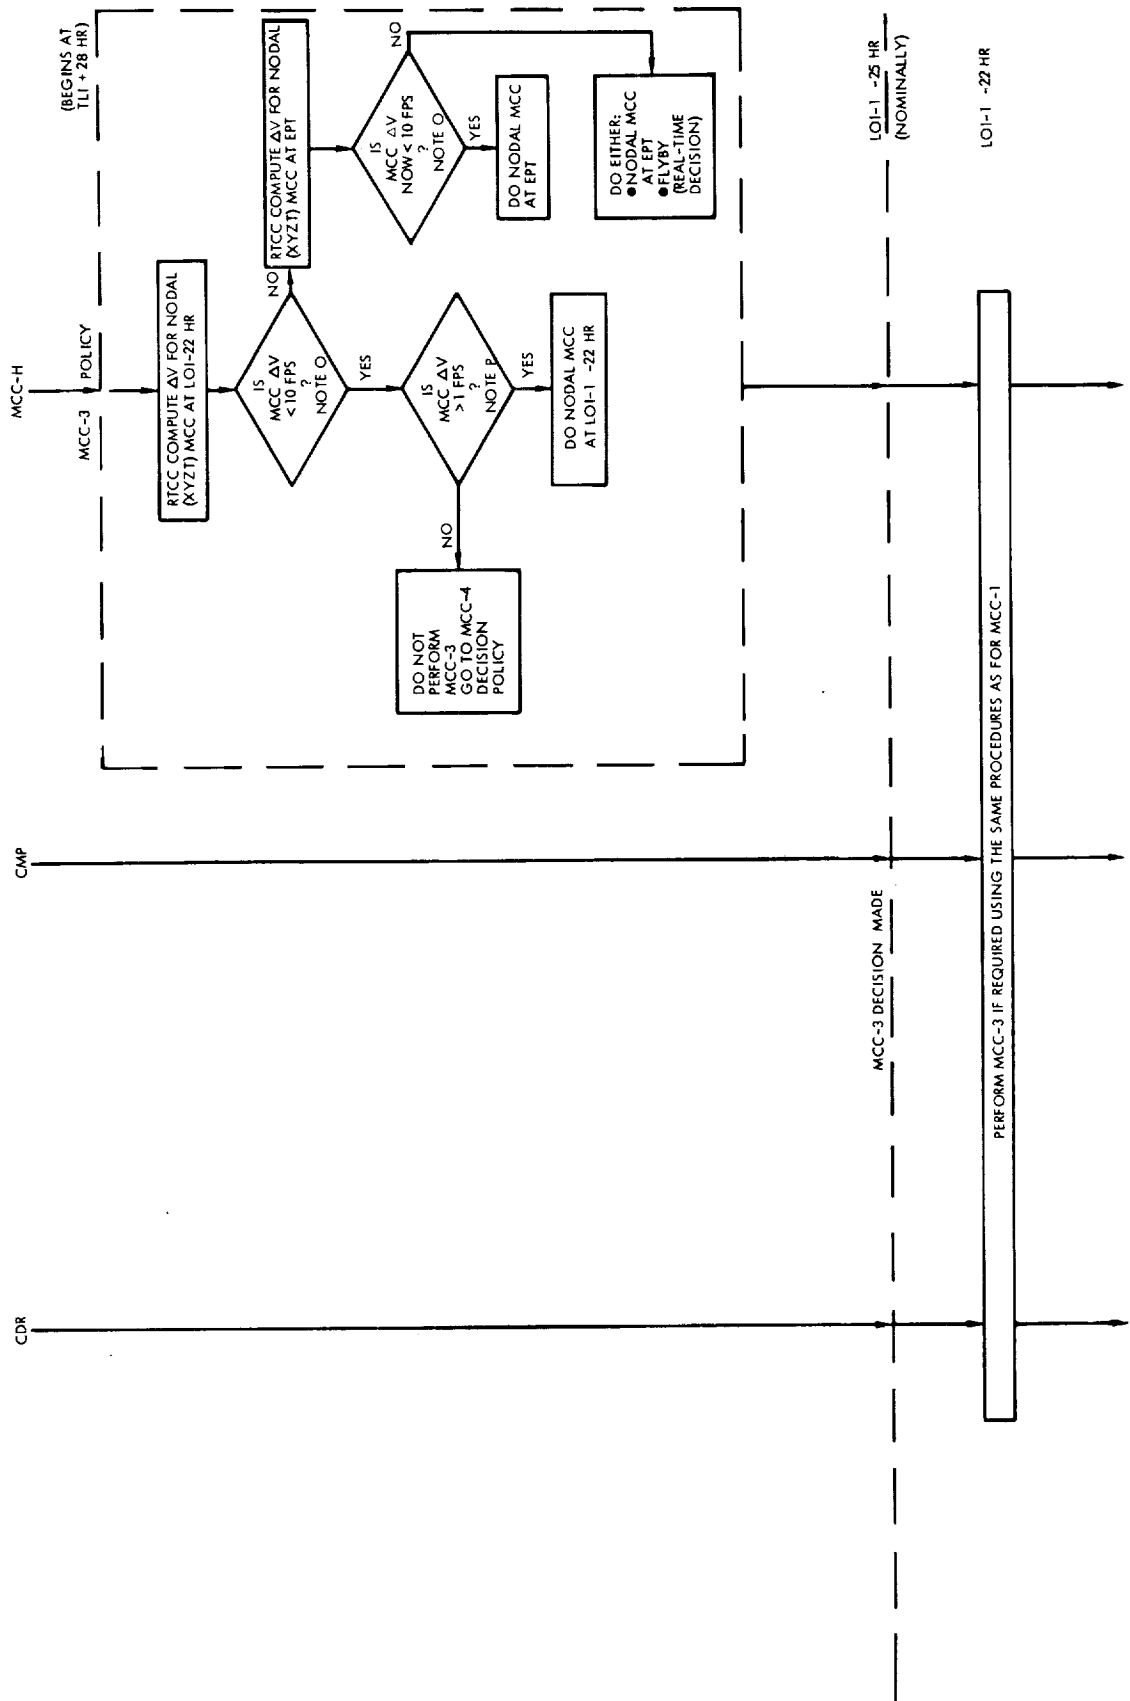 CDR
CMP
MCC-H
MCC-3 POLICY
(BEGINS AT
TLI + 28 HR)
RTCC COMPUTE ΔV FOR NODAL
(XYZT) MCC AT LOI-22 HR
IS
MCC ΔV
<10 FPS
?
NOTE O
NO
YES
RTCC COMPUTE ΔV FOR NODAL
(XYZT) MCC AT EPT
IS
MCC ΔV
NOW < 10 FPS
?
NOTE O
NO
YES
DO NODAL MCC
AT EPT
DO EITHER:
●NODAL MCC
AT EPT
●FLYBY
(REAL-TIME
DECISION)
IS
MCC ΔV
>1 FPS
?
NOTE P
NO
YES
DO NODAL MCC
AT LOI-1 -22 HR
DO NOT
PERFORM
MCC-3
GO TO MCC-4
DECISION
POLICY
MCC-3 DECISION MADE
LOI-1 -25 HR
(NOMINALLY)
LOI-1 -22 HR
PERFORM MCC-3 IF REQUIRED USING THE SAME PROCEDURES AS FOR MCC-1